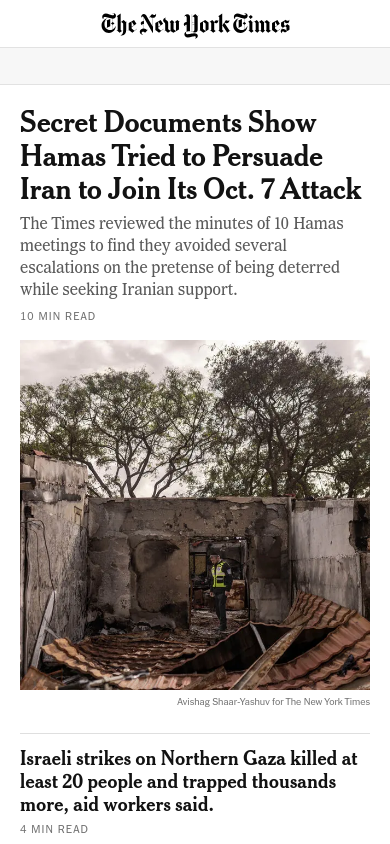 The New York Times
Secret Documents Show
Hamas Tried to Persuade
Iran to Join Its Oct. 7 Attack
The Times reviewed the minutes of 10 Hamas
meetings to find they avoided several
escalations on the pretense of being deterred
while seeking Iranian support.
10 MIN READ
Avishag Shaar-Yashuv for The New York Times
Israeli strikes on Northern Gaza killed at
least 20 people and trapped thousands
more, aid workers said.
4 MIN READ